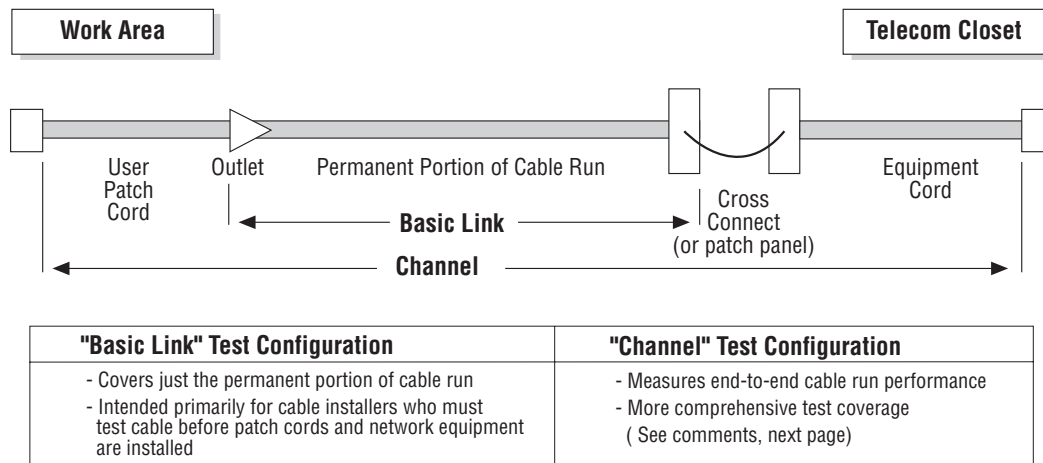 Work Area
Telecom Closet
User
Patch
Cord
Outlet
Permanent Portion of Cable Run
Equipment
Cord
Cross
Connect
(or patch panel)
Basic Link
Channel
"Basic Link" Test Configuration
- Covers just the permanent portion of cable run
- Intended primarily for cable installers who must
test cable before patch cords and network equipment
are installed
"Channel" Test Configuration
- Measures end-to-end cable run performance
- More comprehensive test coverage
( See comments, next page)